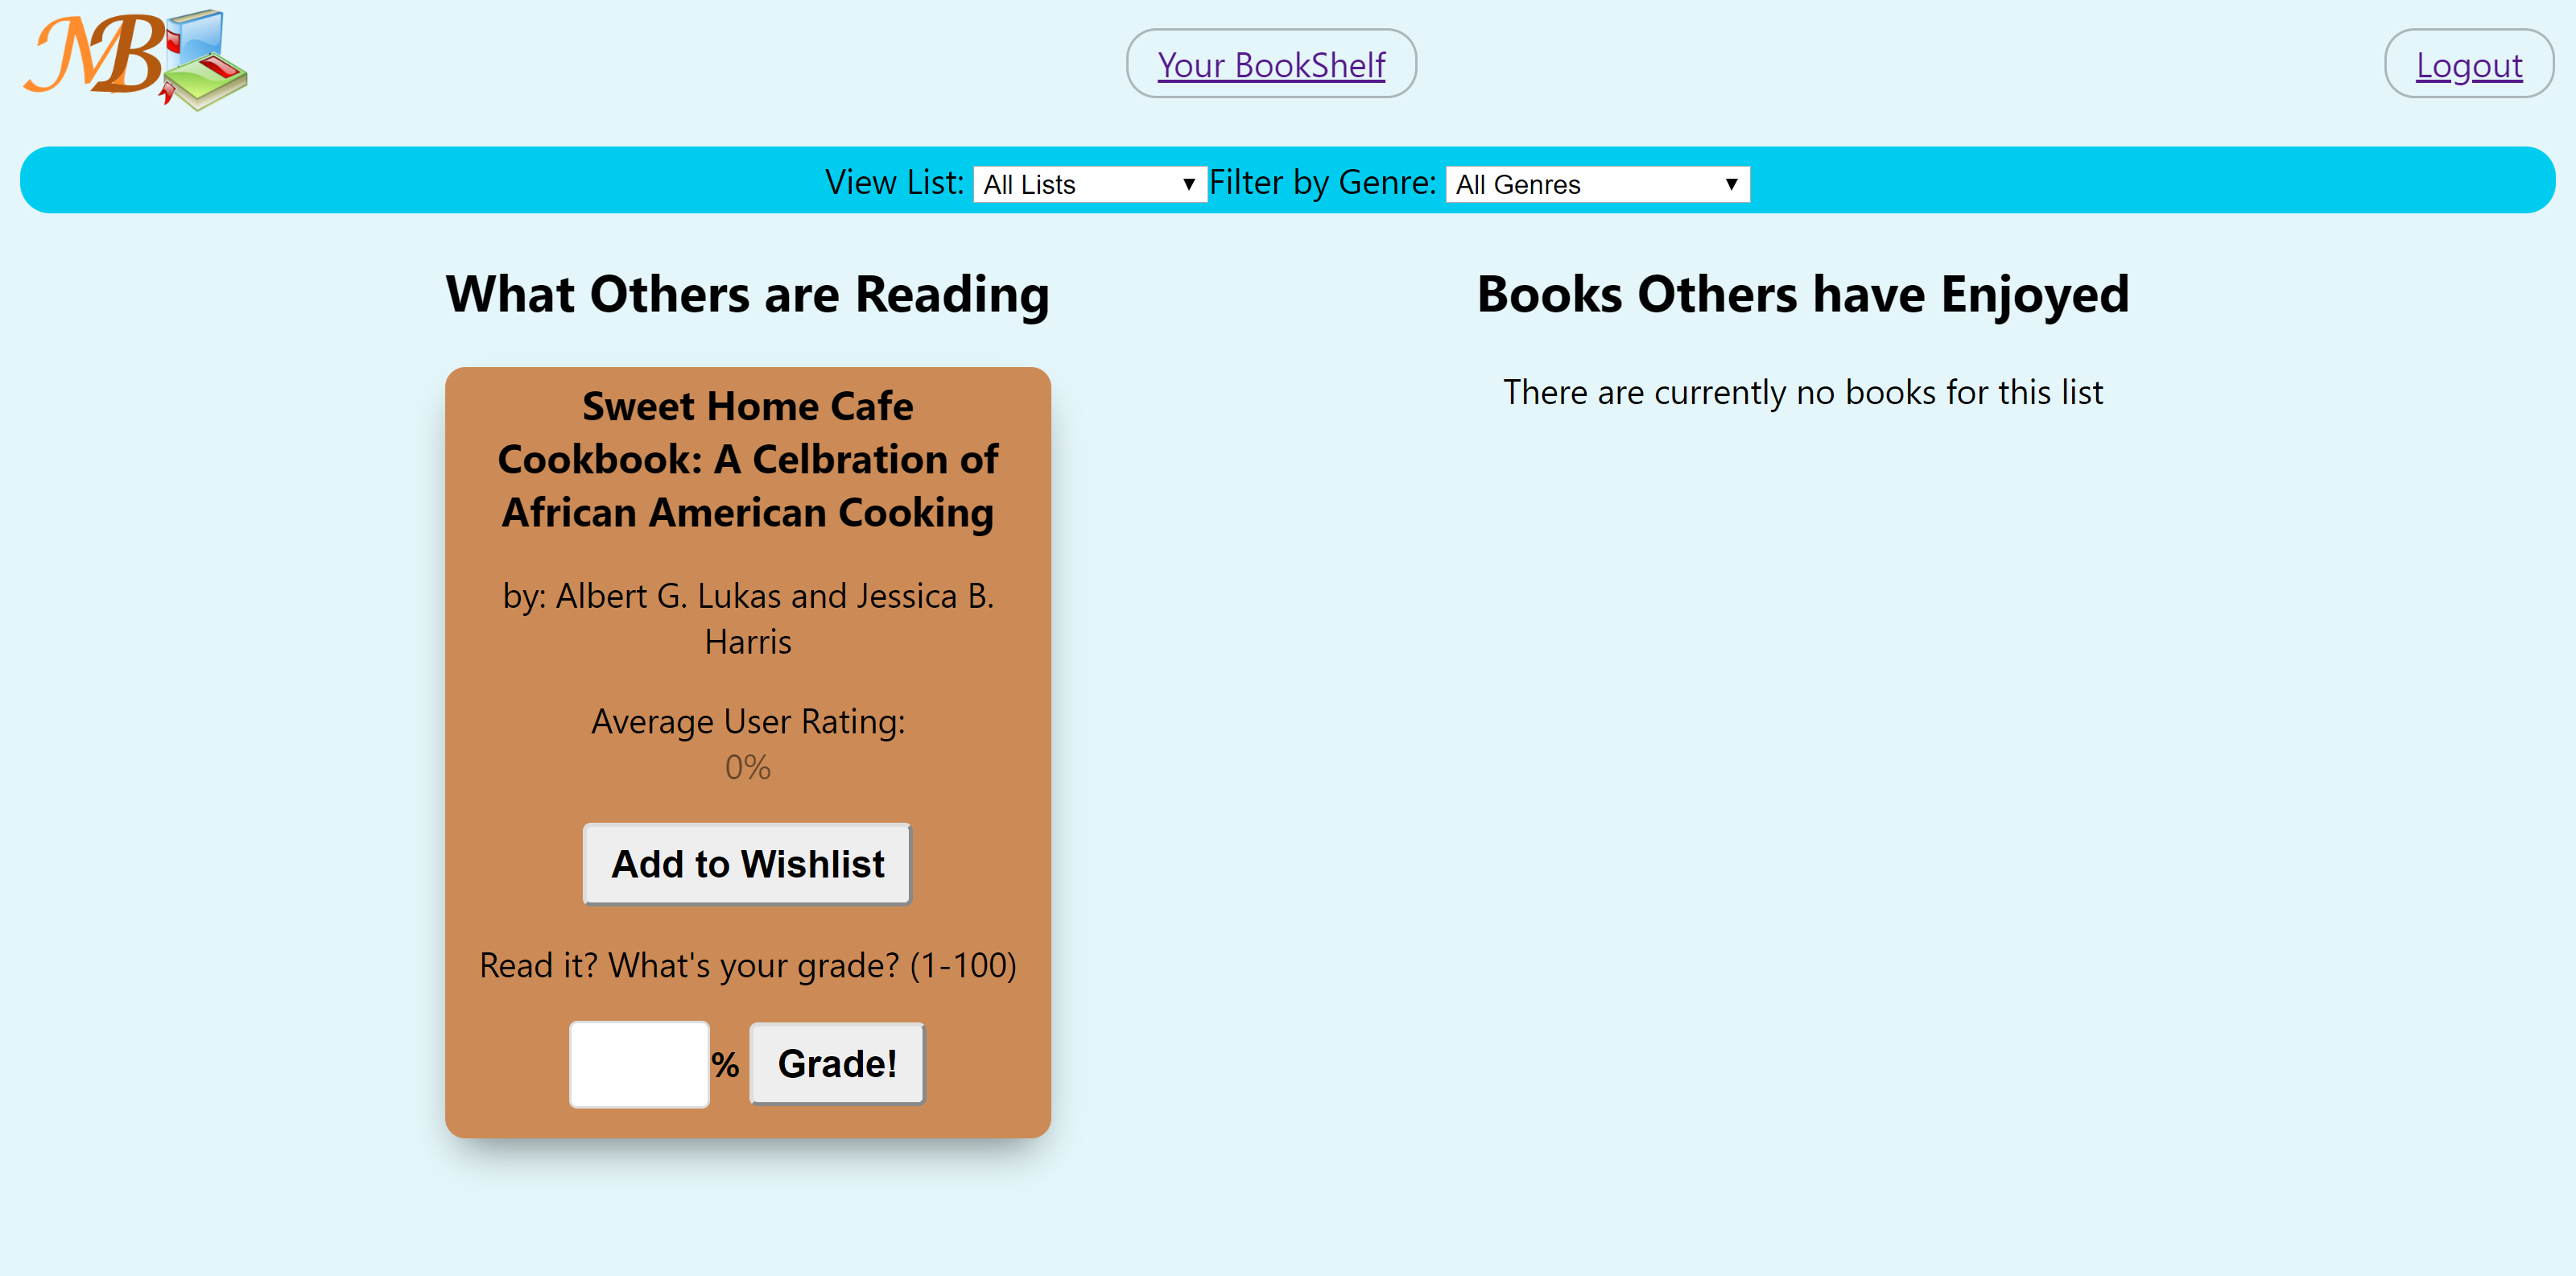 MB
Your BookShelf
Logout
View List: All Lists Filter by Genre: All Genres
What Others are Reading
Sweet Home Cafe
Cookbook: A Celbration of
African American Cooking
by: Albert G. Lukas and Jessica B.
Harris
Average User Rating:
0%
Add to Wishlist
Read it? What's your grade? (1-100)
% Grade!
Books Others have Enjoyed
There are currently no books for this list